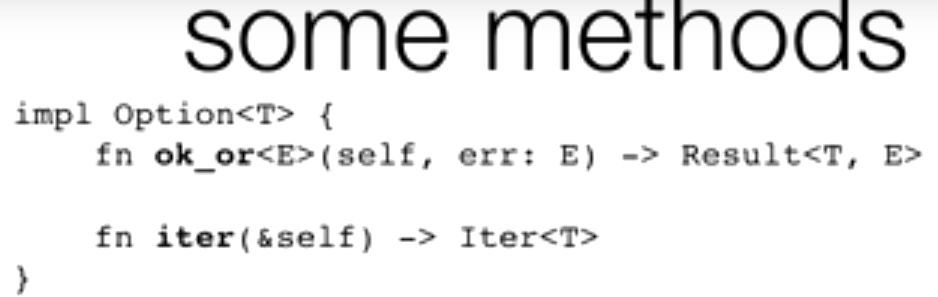 some methods
impl Option<T> {
    fn ok_or<E>(self, err: E) -> Result<T, E>
    fn iter(&self) -> Iter<T>
}